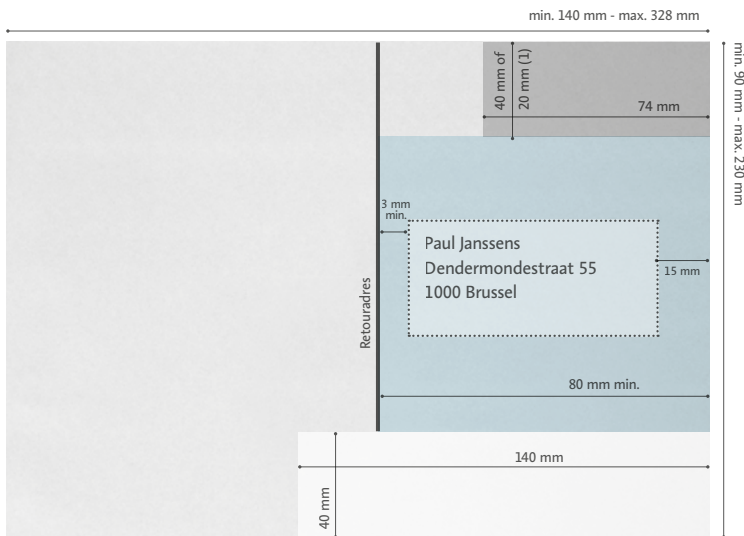 min. 140 mm - max. 328 mm
40 mm of
20 mm (1)
74 mm
min. 90 mm - max. 230 mm
3 mm
min.
Paul Janssens
Dendermondestraat 55
1000 Brussel
15 mm
Retouradres
80 mm min.
140 mm
40 mm